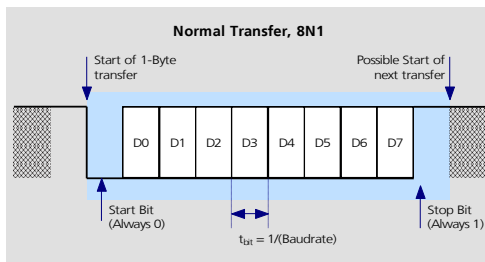 Normal Transfer, 8N1
Start of 1-Byte
transfer
Possible Start of
next transfer
D0 D1 D2 D3 D4 D5 D6 D7
Start Bit
(Always 0)
t_bit = 1/(Baudrate)
Stop Bit
(Always 1)